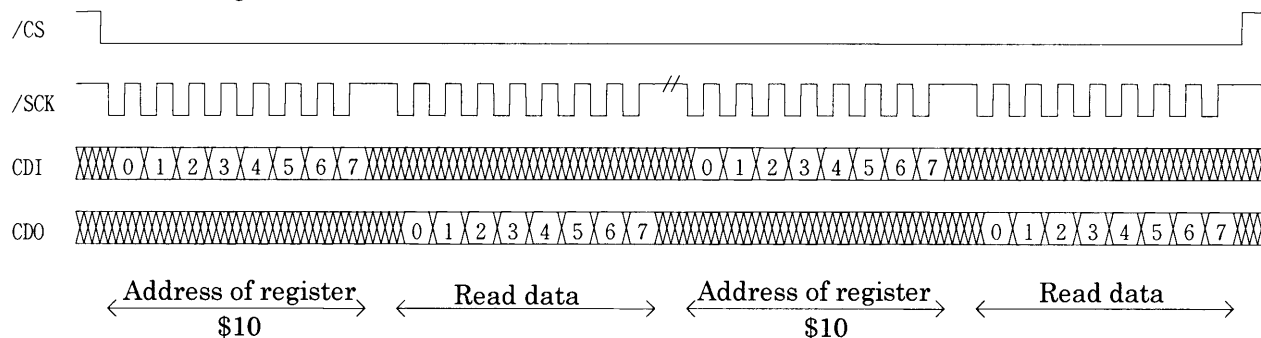 /CS
/SCK //
CDI 0 1 2 3 4 5 6 7 0 1 2 3 4 5 6 7
CDO 0 1 2 3 4 5 6 7 0 1 2 3 4 5 6 7
Address of register Read data Address of register Read data
$10 $10